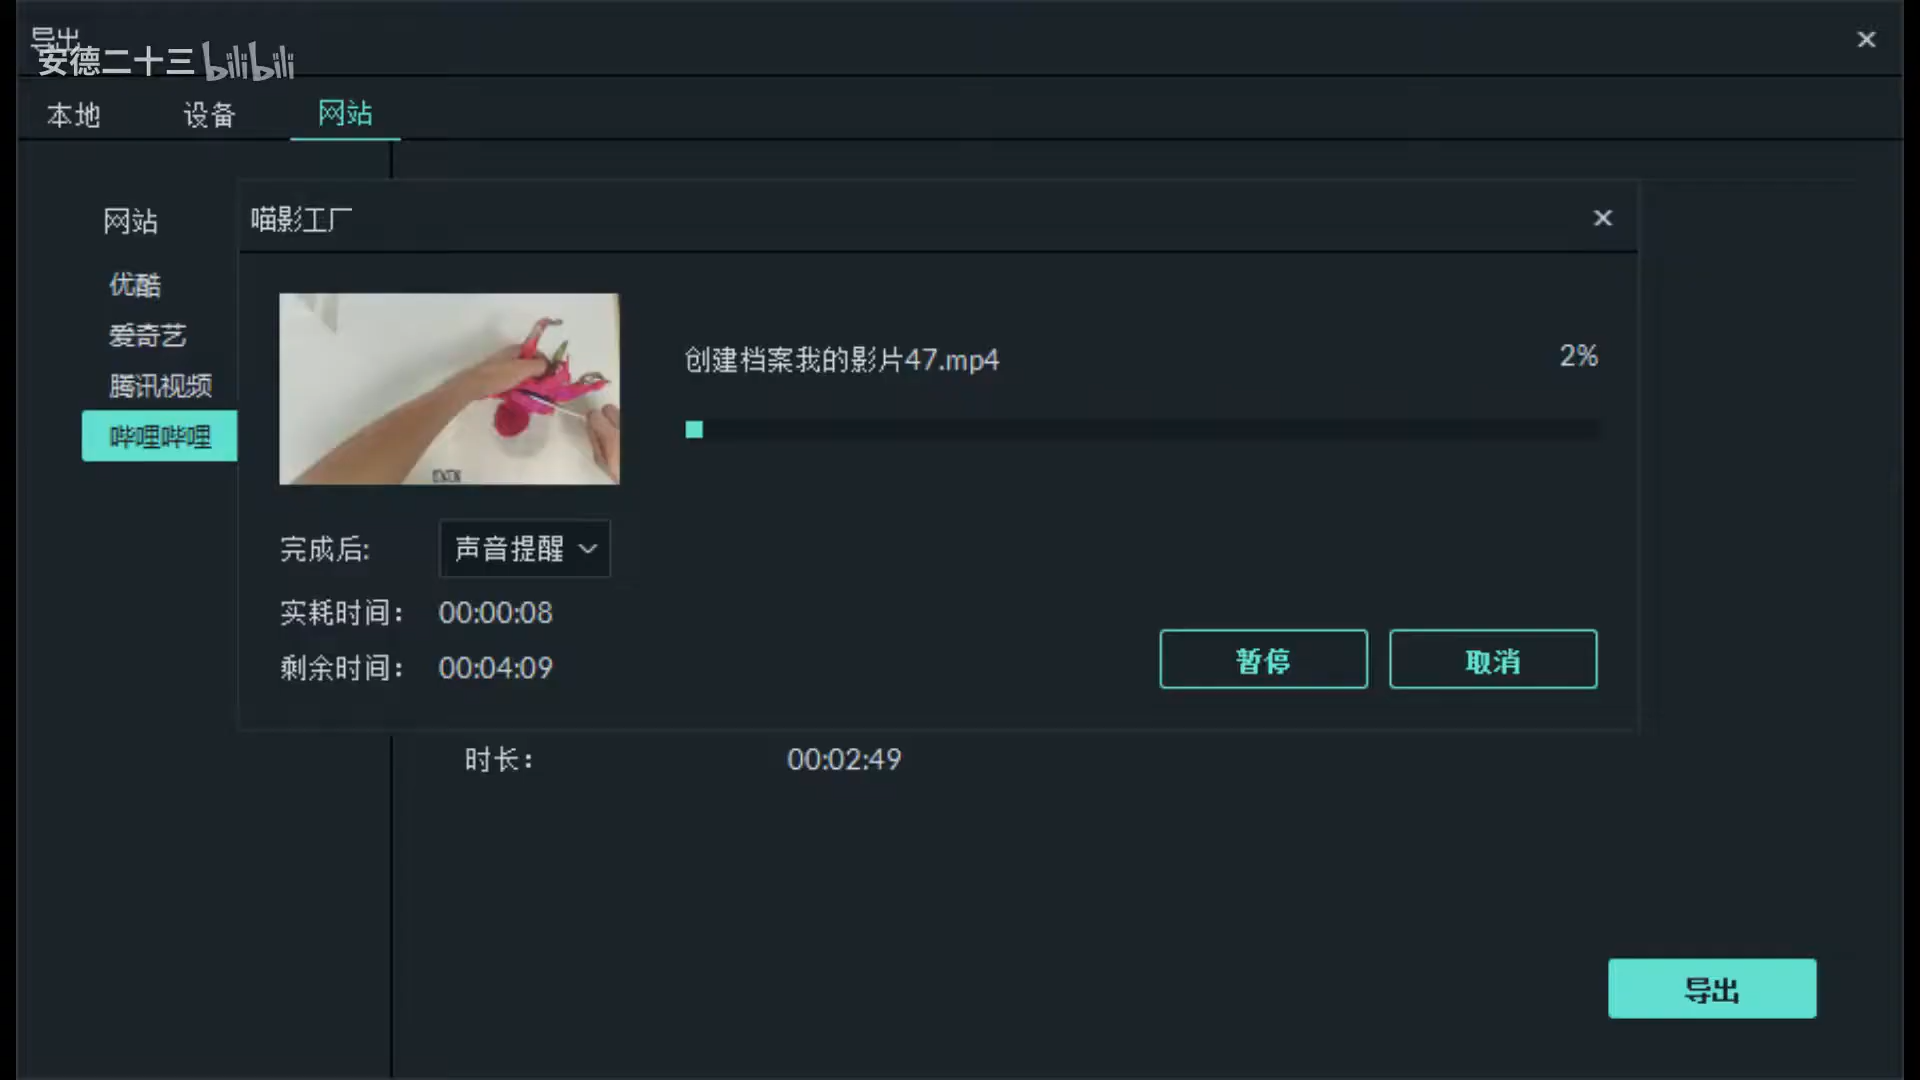 导出
安德二十三 bilibili
本地 设备 网站
网站
优酷
爱奇艺
腾讯视频
哔哩哔哩
喵影工厂
创建档案我的影片47.mp4 2%
完成后: 声音提醒
实耗时间: 00:00:08
剩余时间: 00:04:09
暂停 取消
时长: 00:02:49
导出